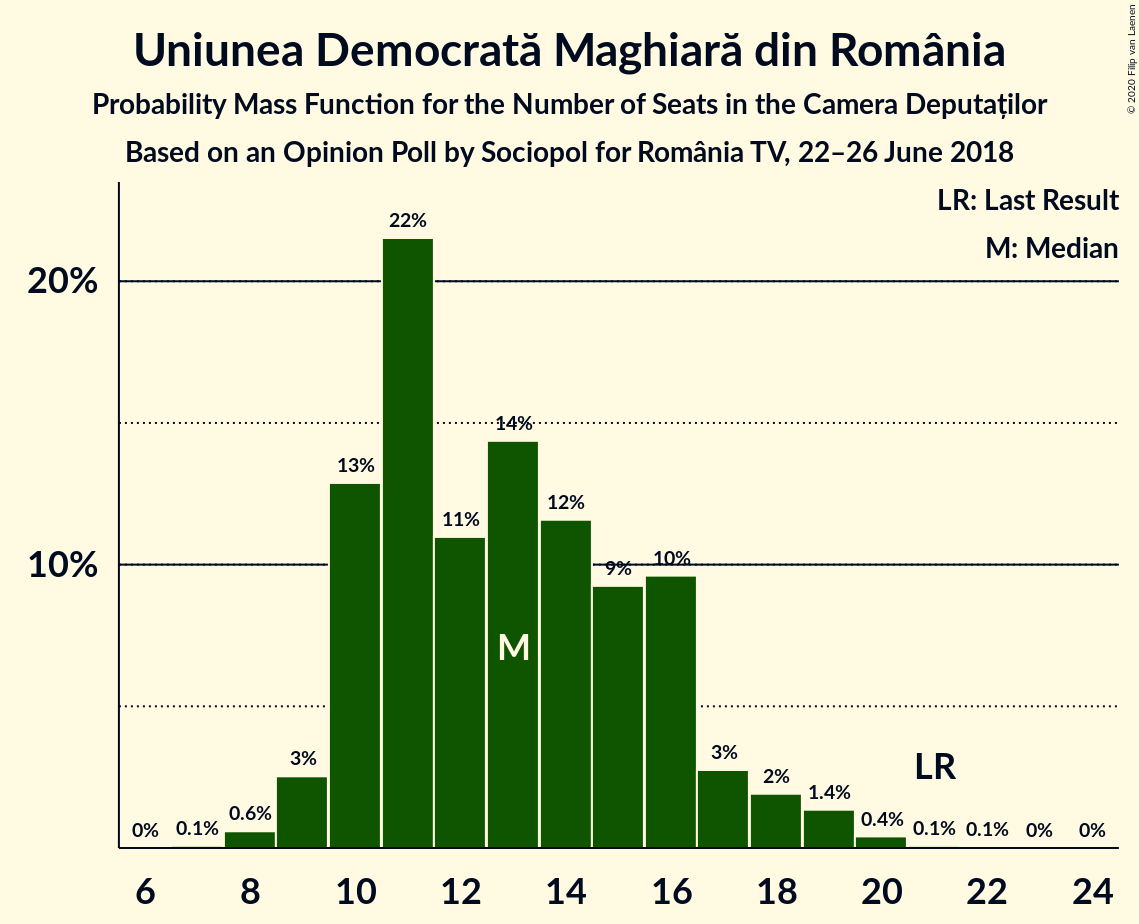 Uniunea Democrată Maghiară din România
Probability Mass Function for the Number of Seats in the Camera Deputaților
Based on an Opinion Poll by Sociopol for România TV, 22–26 June 2018
© 2020 Filip van Laenen
LR: Last Result
M: Median
20%
10%
0%
0.1%
0.6%
3%
13%
22%
11%
14%
12%
9%
10%
3%
2%
1.4%
0.4%
0.1%
0.1%
0%
0%
M
LR
6 8 10 12 14 16 18 20 22 24